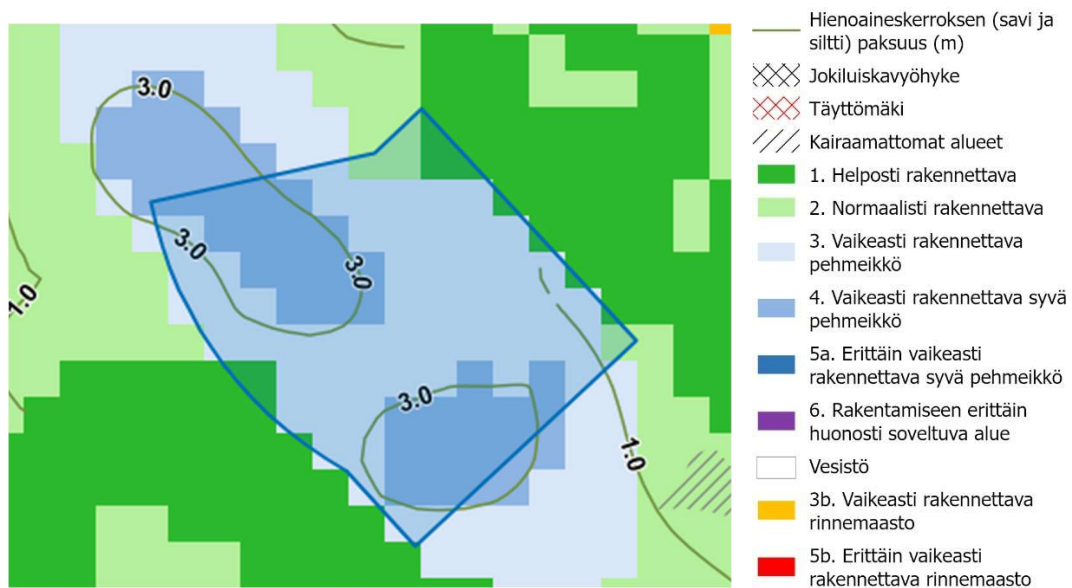 3.0
3.0
3.0
1.0
3.0
1.0
Hienoaineskerroksen (savi ja
siltti) paksuus (m)
Jokiluiskavyöhyke
Täyttömäki
Kairaamattomat alueet
1. Helposti rakennettava
2. Normaalisti rakennettava
3. Vaikeasti rakennettava
pehmeikkö
4. Vaikeasti rakennettava syvä
pehmeikkö
5a. Erittäin vaikeasti
rakennettava syvä pehmeikkö
6. Rakentamiseen erittäin
huonosti soveltuva alue
Vesistö
3b. Vaikeasti rakennettava
rinnemaasto
5b. Erittäin vaikeasti
rakennettava rinnemaasto